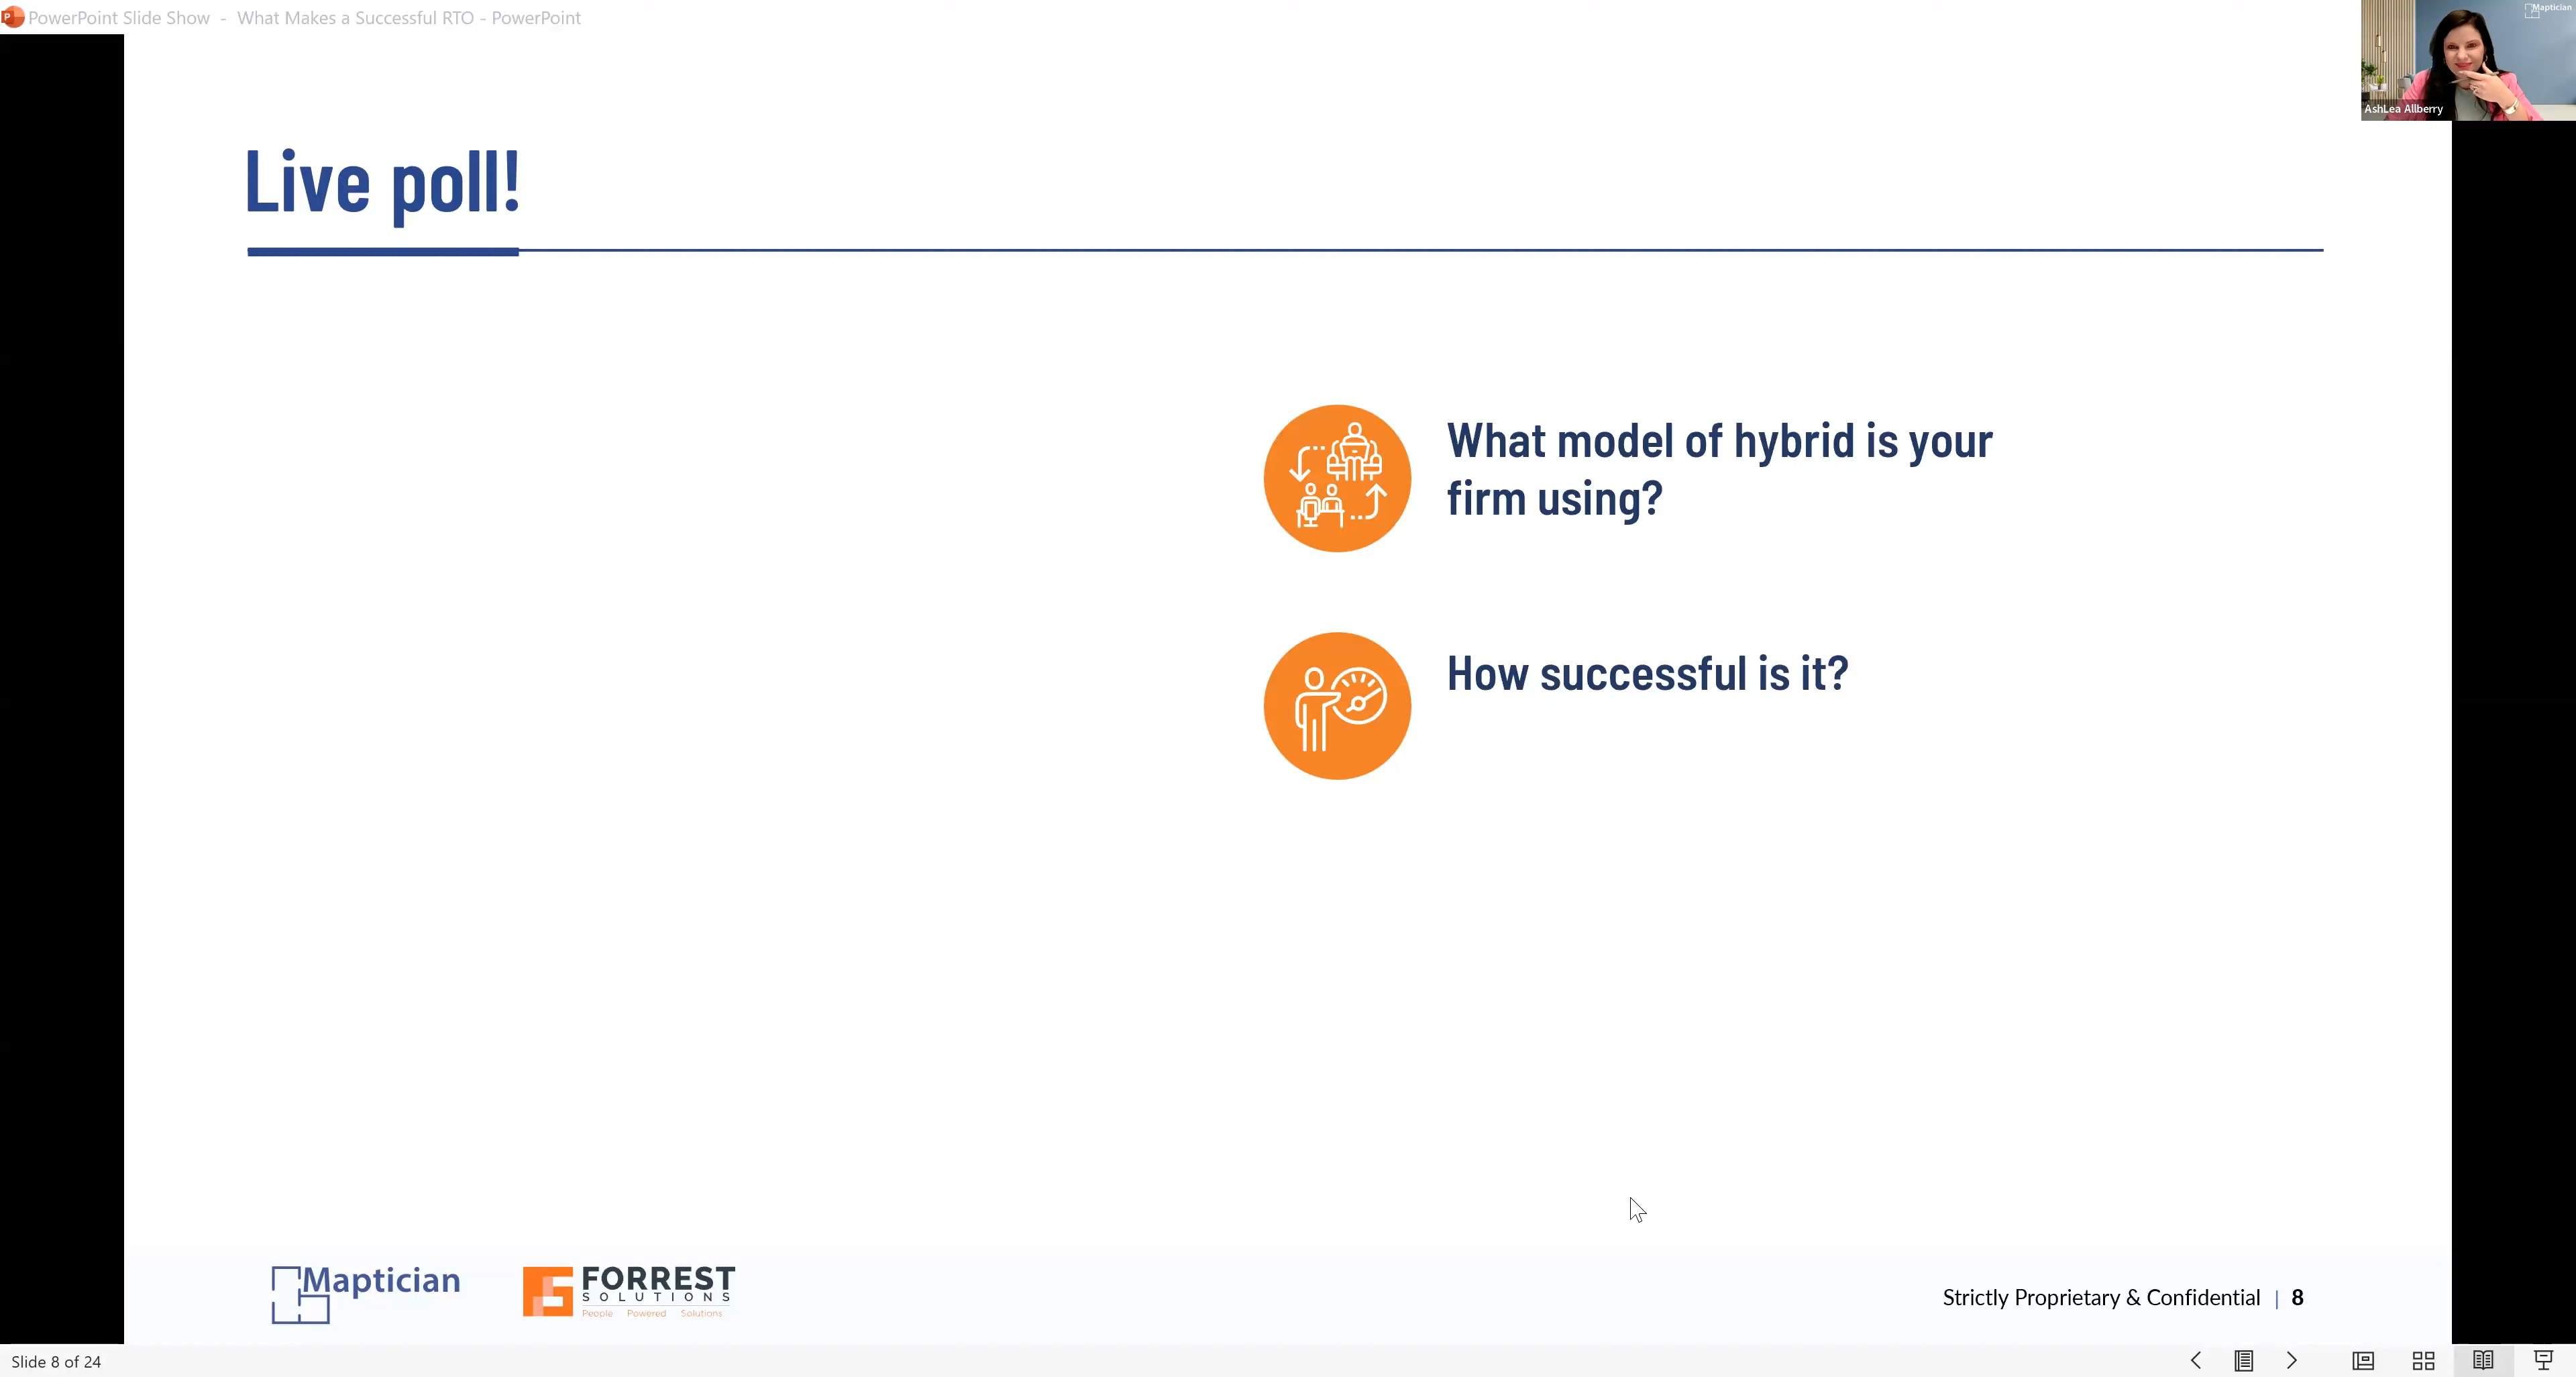 PowerPoint Slide Show - What Makes a Successful RTO - PowerPoint
Maptician
AshLea Allberry
Live poll!
What model of hybrid is your
firm using?
How successful is it?
Maptician
FORREST
SOLUTIONS
People Powered Solutions
Strictly Proprietary & Confidential | 8
Slide 8 of 24